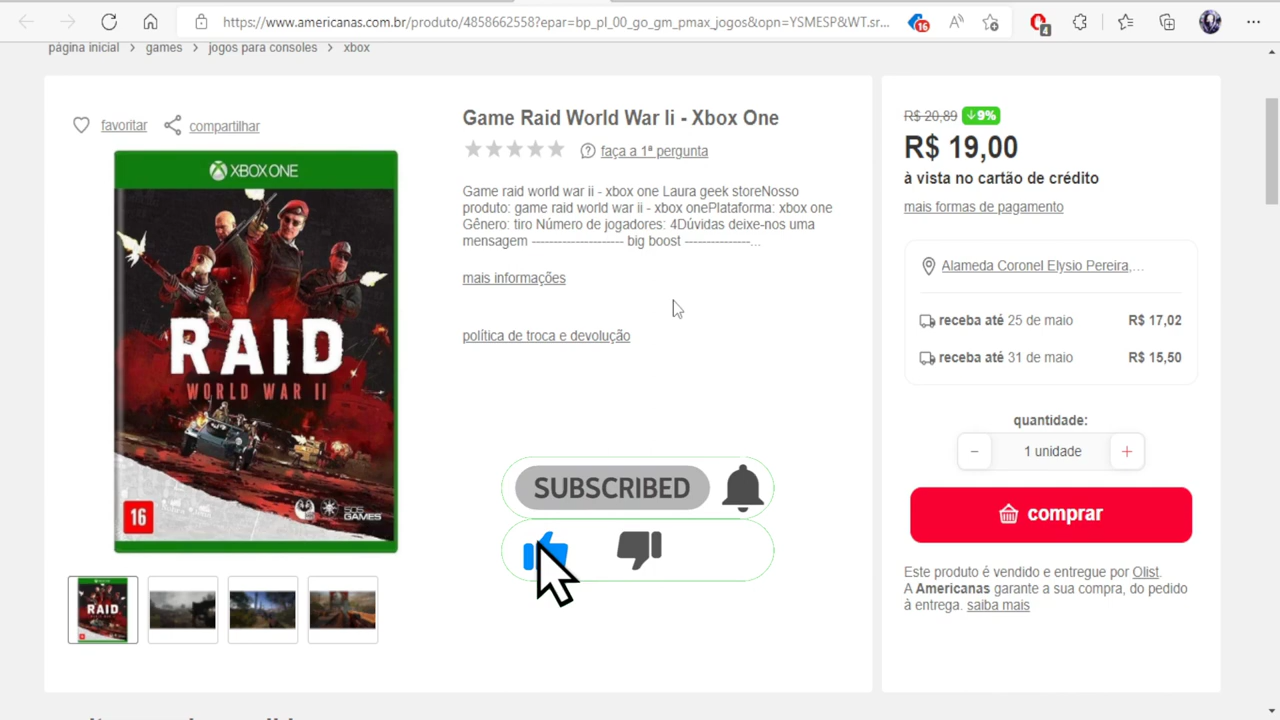 https://www.americanas.com.br/produto/4858662558?epar=bp_pl_00_go_gm_pmax_jogos&opn=YSMESP&WT.sr...
16
4
página inicial > games > jogos para consoles > xbox
favoritar
compartilhar
XBOX ONE
RAID
WORLD WAR II
16
505 GAMES
RAID
Game Raid World War Ii - Xbox One
faça a 1ª pergunta
Game raid world war ii - xbox one Laura geek storeNosso
produto: game raid world war ii - xbox onePlataforma: xbox one
Gênero: tiro Número de jogadores: 4Dúvidas deixe-nos uma
mensagem ---------------------- big boost ---------------...
mais informações
política de troca e devolução
SUBSCRIBED
R$ 20,89 9%
R$ 19,00
à vista no cartão de crédito
mais formas de pagamento
Alameda Coronel Elysio Pereira,...
receba até 25 de maio R$ 17,02
receba até 31 de maio R$ 15,50
quantidade:
- 1 unidade +
comprar
Este produto é vendido e entregue por Olist.
A Americanas garante a sua compra, do pedido
à entrega. saiba mais